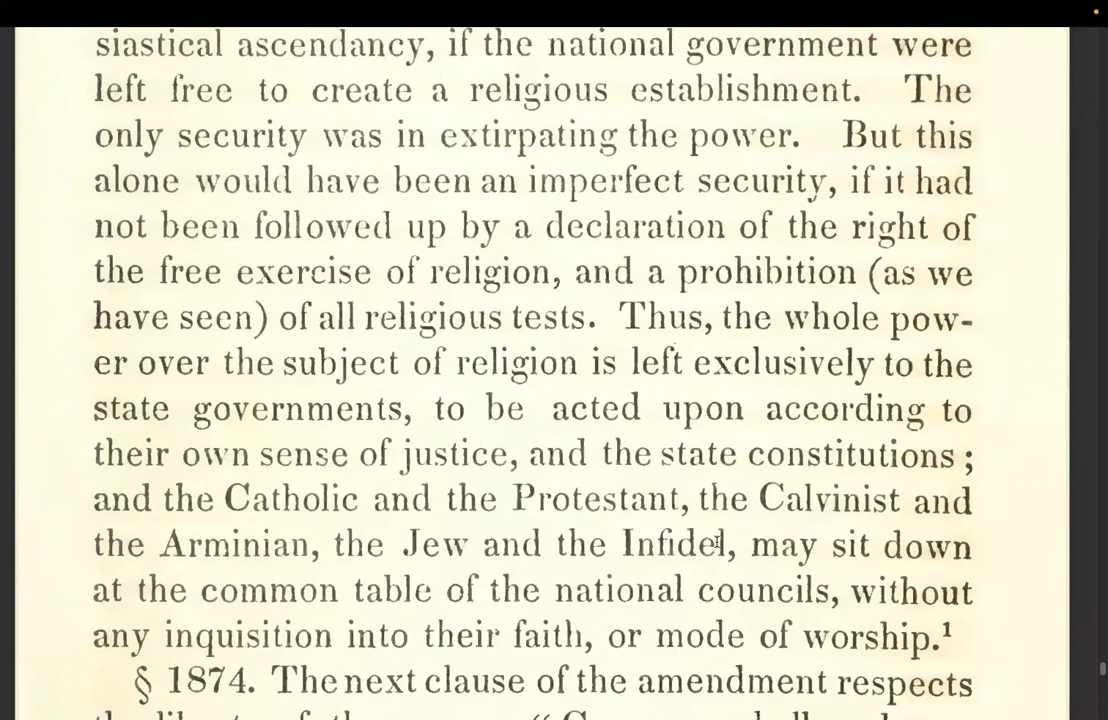 siastical ascendancy, if the national government were
left free to create a religious establishment. The
only security was in extirpating the power. But this
alone would have been an imperfect security, if it had
not been followed up by a declaration of the right of
the free exercise of religion, and a prohibition (as we
have seen) of all religious tests. Thus, the whole pow-
er over the subject of religion is left exclusively to the
state governments, to be acted upon according to
their own sense of justice, and the state constitutions ;
and the Catholic and the Protestant, the Calvinist and
the Arminian, the Jew and the Infidel, may sit down
at the common table of the national councils, without
any inquisition into their faith, or mode of worship.¹
§ 1874. The next clause of the amendment respects